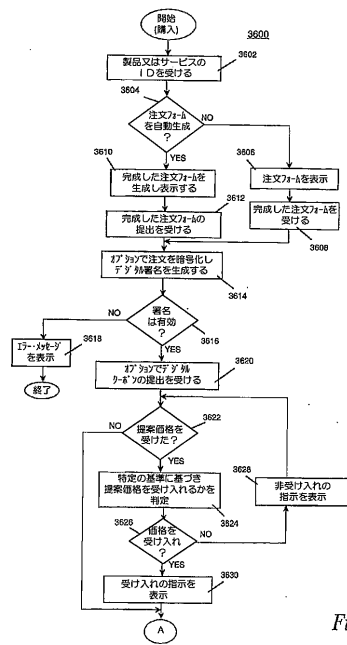 開始
(購入)
3600
製品又はサービスの
IDを受ける
3602
3604
注文フォーム
を自動生成
?
NO
YES
3610
完成した注文フォームを
生成し表示する
3606
注文フォームを表示
3612
完成した注文フォームの
提出を受ける
完成した注文フォームを
受ける
3608
オプションで注文を暗号化し
デジタル署名を生成する
3614
署名
は有効
?
NO
3616
YES
エラー・メッセージ
を表示
3618
終了
3620
オプションでデジタル
クーポンの提出を受ける
提案価格を
受けた?
3622
NO
YES
特定の基準に基づき
提案価格を受け入れるかを
判定
3624
3628
非受け入れの
指示を表示
3626
価格を
受け入れ
?
NO
YES
3630
受け入れの指示を
表示
A